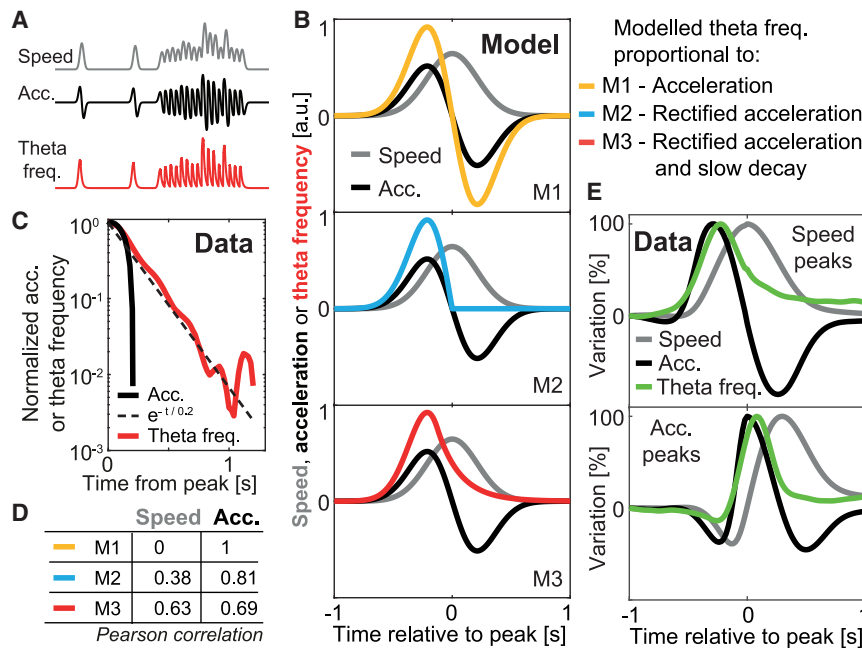 A
Speed
Acc.
Theta
freq.
B
Speed, acceleration or theta frequency [a.u.]
1
0
1
Model
Speed
Acc.
M1
1
0
M2
1
0
M3
-1
0
1
Time relative to peak [s]
Modelled theta freq.
proportional to:
M1 - Acceleration
M2 - Rectified acceleration
M3 - Rectified acceleration
and slow decay
C
Data
Normalized acc.
or theta frequency
10⁰
10⁻¹
10⁻²
10⁻³
Acc.
e⁻ᵗ/⁰·²
Theta freq.
0
1
Time from peak [s]
D
Speed Acc.
M1 0 1
M2 0.38 0.81
M3 0.63 0.69
Pearson correlation
E
Data
Speed
peaks
Variation [%]
100
0
100
Speed
Acc.
Theta freq.
Acc.
peaks
Variation [%]
100
0
100
-1
0
1
Time relative to peak [s]